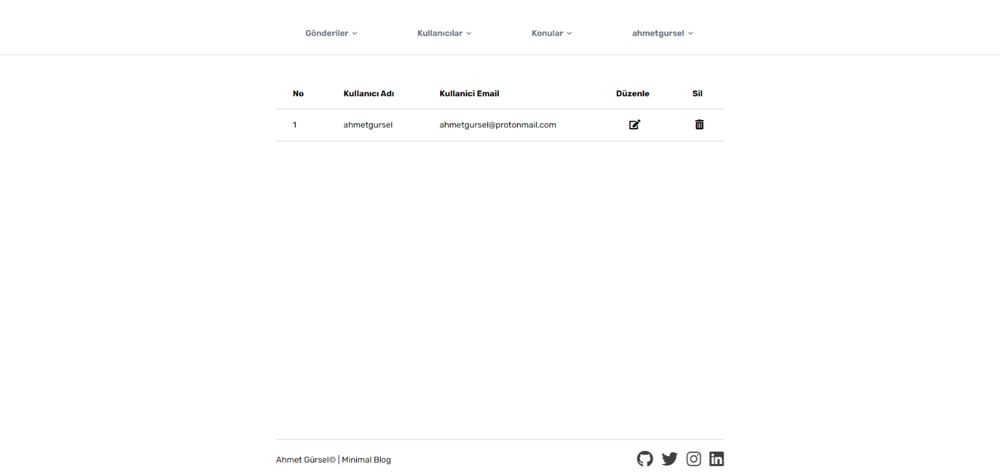 Gönderiler Kullanıcılar Konular ahmetgursel
No Kullanıcı Adı Kullanici Email Düzenle Sil
1 ahmetgursel ahmetgursel@protonmail.com
Ahmet Gürsel© | Minimal Blog